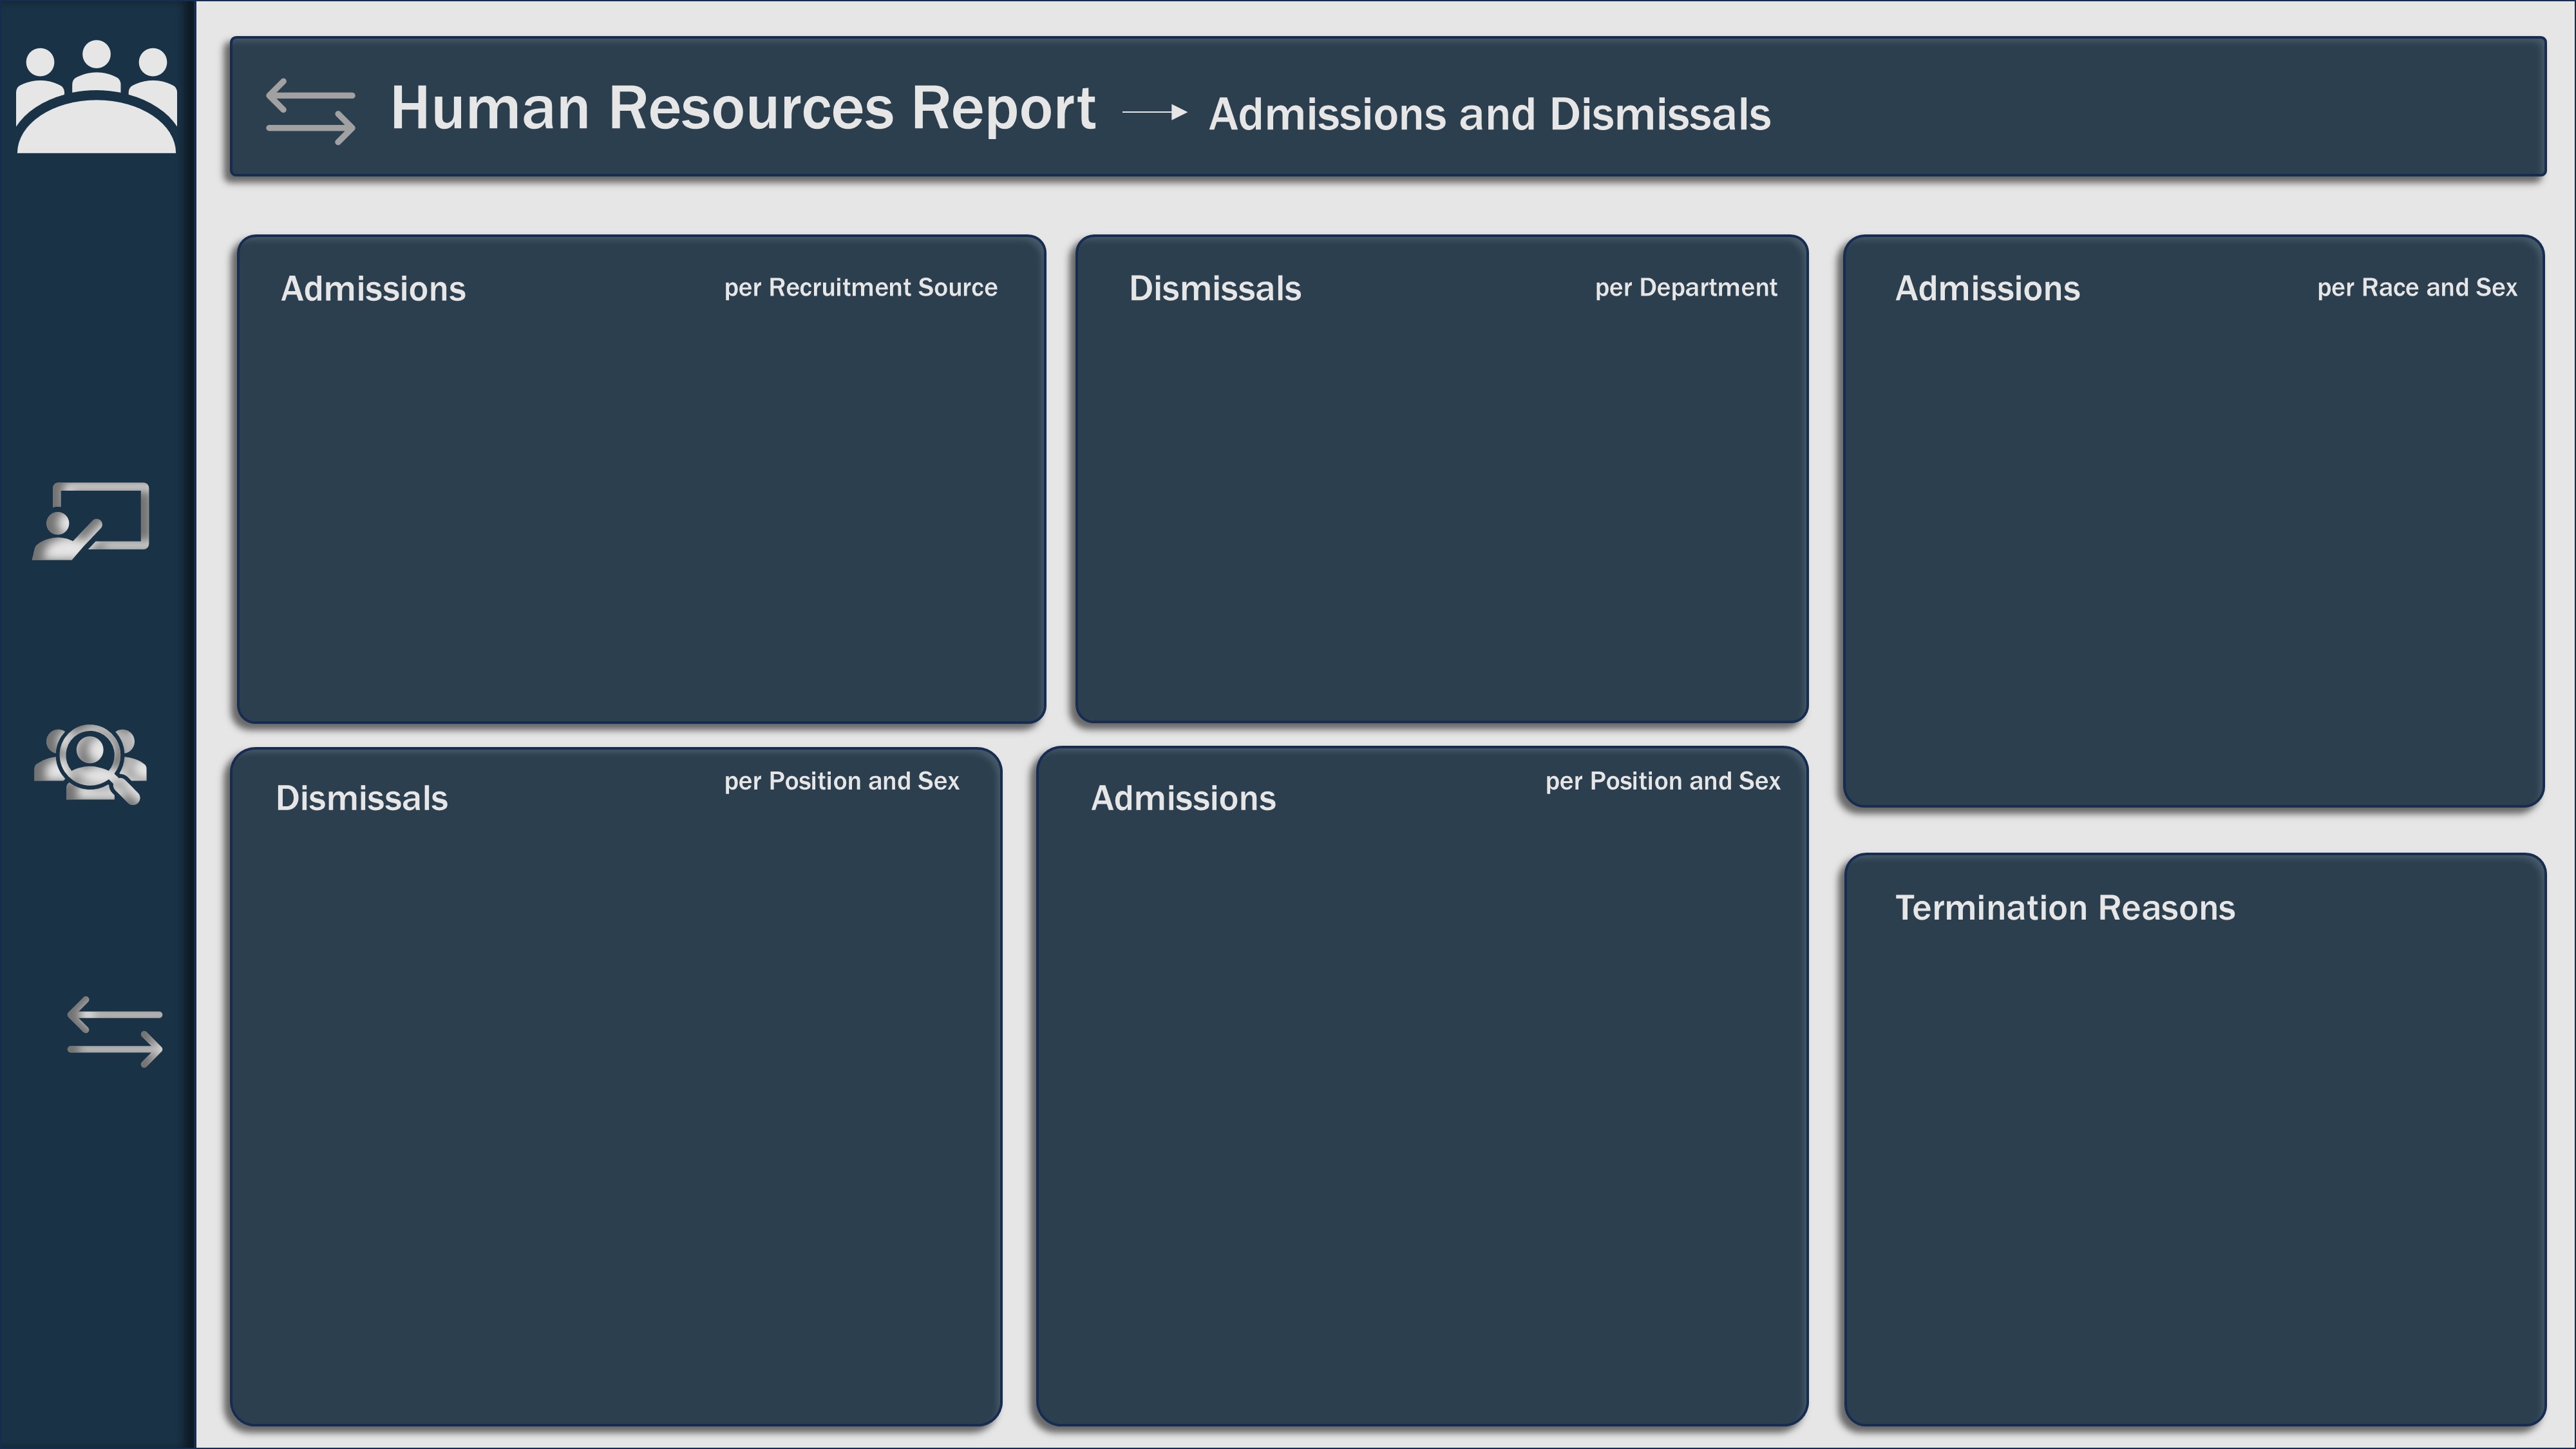 Human Resources Report
Admissions and Dismissals
Admissions
per Recruitment Source
Dismissals
per Department
Admissions
per Race and Sex
Dismissals
per Position and Sex
Admissions
per Position and Sex
Termination Reasons